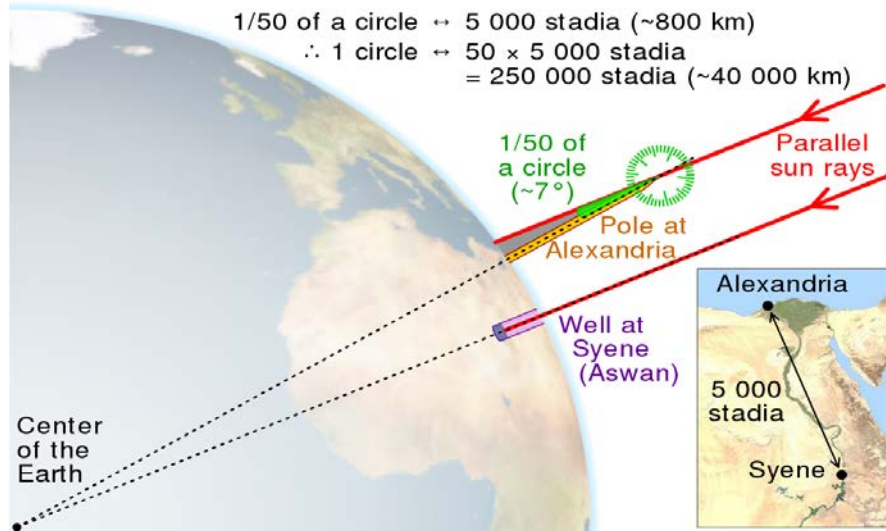 1/50 of a circle ↔ 5 000 stadia (~800 km)
∴ 1 circle ↔ 50 × 5 000 stadia
= 250 000 stadia (~40 000 km)
1/50 of
a circle
(~7°)
Parallel
sun rays
Pole at
Alexandria
Well at
Syene
(Aswan)
Center
of the
Earth
Alexandria
5 000
stadia
Syene